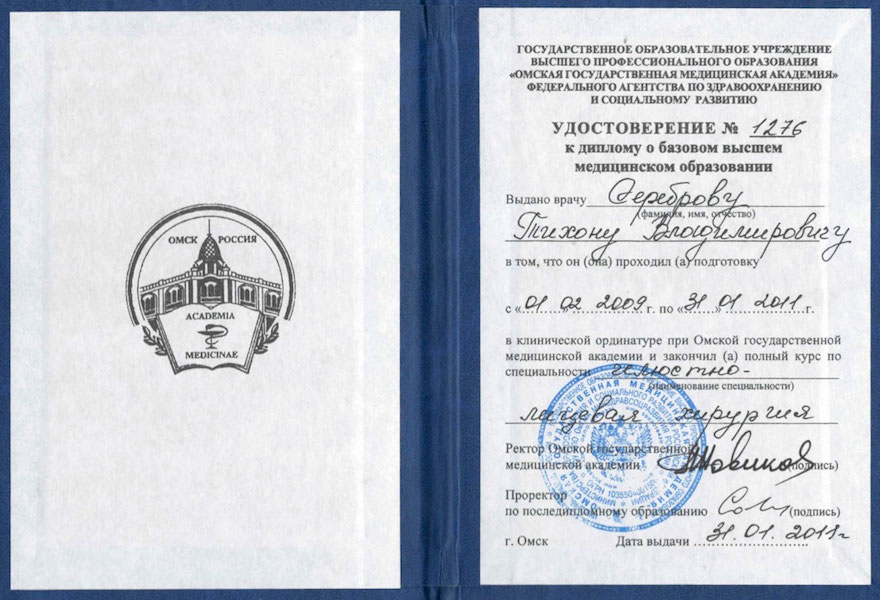 ОМСК РОССИЯ
ACADEMIA
MEDICINAE
ГОСУДАРСТВЕННОЕ ОБРАЗОВАТЕЛЬНОЕ УЧРЕЖДЕНИЕ
ВЫСШЕГО ПРОФЕССИОНАЛЬНОГО ОБРАЗОВАНИЯ
«ОМСКАЯ ГОСУДАРСТВЕННАЯ МЕДИЦИНСКАЯ АКАДЕМИЯ»
ФЕДЕРАЛЬНОГО АГЕНТСТВА ПО ЗДРАВООХРАНЕНИЮ
И СОЦИАЛЬНОМУ РАЗВИТИЮ
УДОСТОВЕРЕНИЕ № 1276
к диплому о базовом высшем
медицинском образовании
Выдано врачу Сереброву
(фамилия, имя, отчество)
Тихону Владимировичу
в том, что он (она) проходил (а) подготовку
с «01» 02 2009 г. по «31» 01 2011 г.
в клинической ординатуре при Омской государственной
медицинской академии и закончил (а) полный курс по
специальности челюстно-
(наименование специальности)
лицевая хирургия
Ректор Омской государственной
медицинской академии (подпись)
Проректор
по последипломному образованию (подпись)
г. Омск Дата выдачи 31.01.2011г